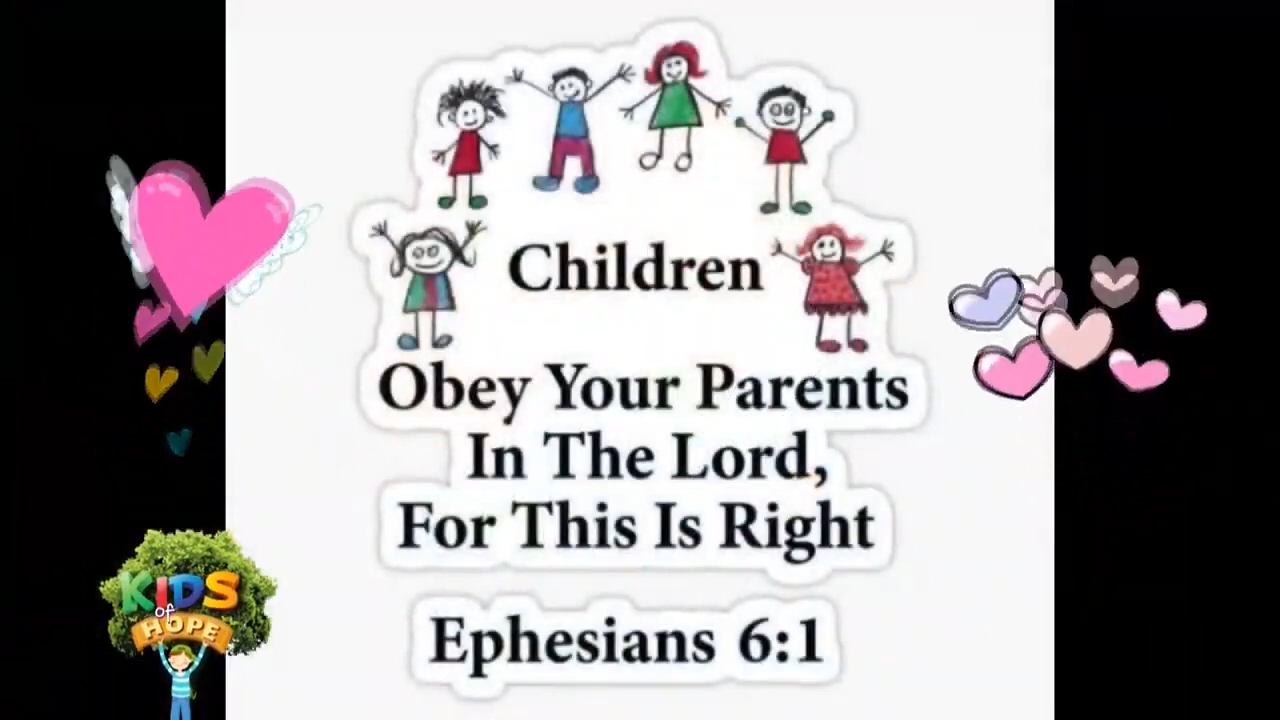 Children
Obey Your Parents
In The Lord,
For This Is Right
Ephesians 6:1
KIDS
of
HOPE